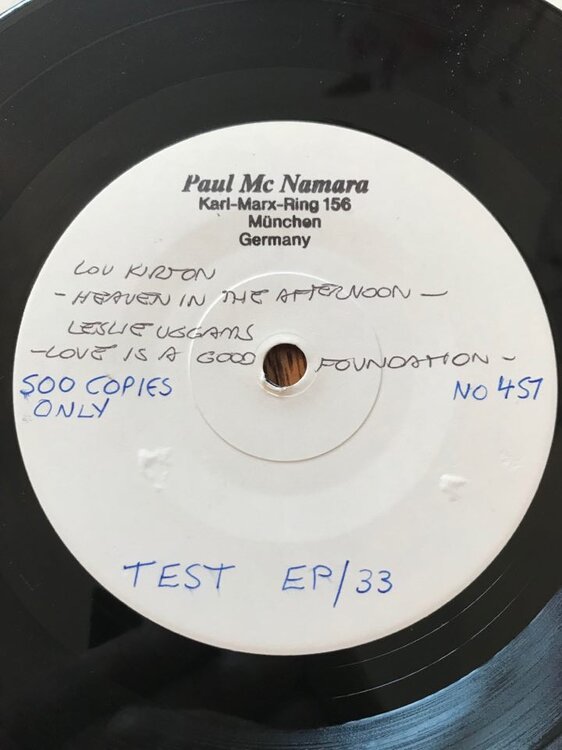 Paul Mc Namara
Karl-Marx-Ring 156
München
Germany
LOU KIRTON
- HEAVEN IN THE AFTERNOON -
LESLIE UGGAMS
- LOVE IS A GOOD FOUNDATION -
500 COPIES ONLY
NO 457
TEST EP/33